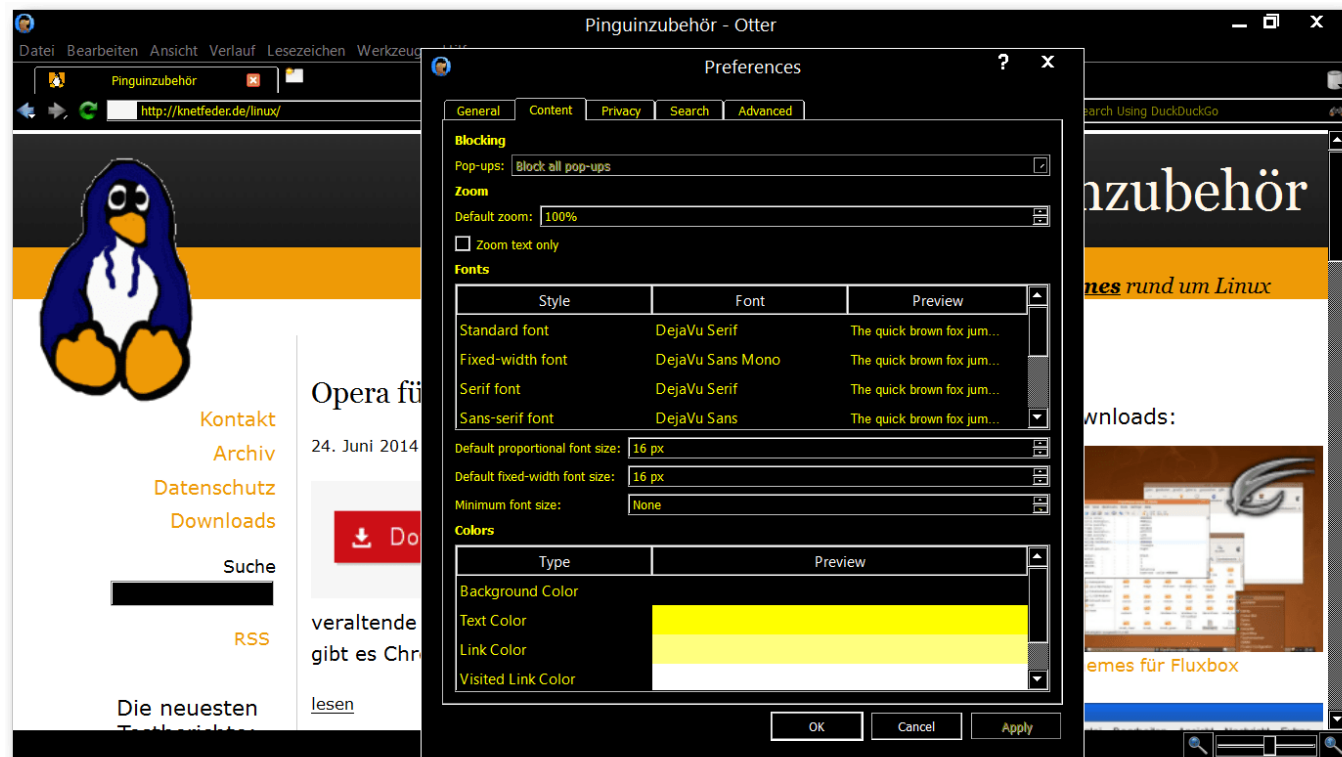 Pinguinzubehör - Otter
Datei Bearbeiten Ansicht Verlauf Lesezeichen
Pinguinzubehör
http://knetfeder.de/linux/
Search Using DuckDuckGo
Preferences
General Content Privacy Search Advanced
Blocking
Pop-ups: Block all pop-ups
Zoom
Default zoom: 100%
Zoom text only
Fonts
Style Font Preview
Standard font DejaVu Serif The quick brown fox jum...
Fixed-width font DejaVu Sans Mono The quick brown fox jum...
Serif font DejaVu Serif The quick brown fox jum...
Sans-serif font DejaVu Sans The quick brown fox jum...
Default proportional font size: 16 px
Default fixed-width font size: 16 px
Minimum font size: None
Colors
Type Preview
Background Color
Text Color
Link Color
Visited Link Color
OK Cancel Apply
nzubehör
mes rund um Linux
Kontakt
Archiv
Datenschutz
Downloads
Suche
RSS
Die neuesten
Opera fü
24. Juni 2014
Do
veraltende
gibt es Chr
lesen
wnloads:
emes für Fluxbox